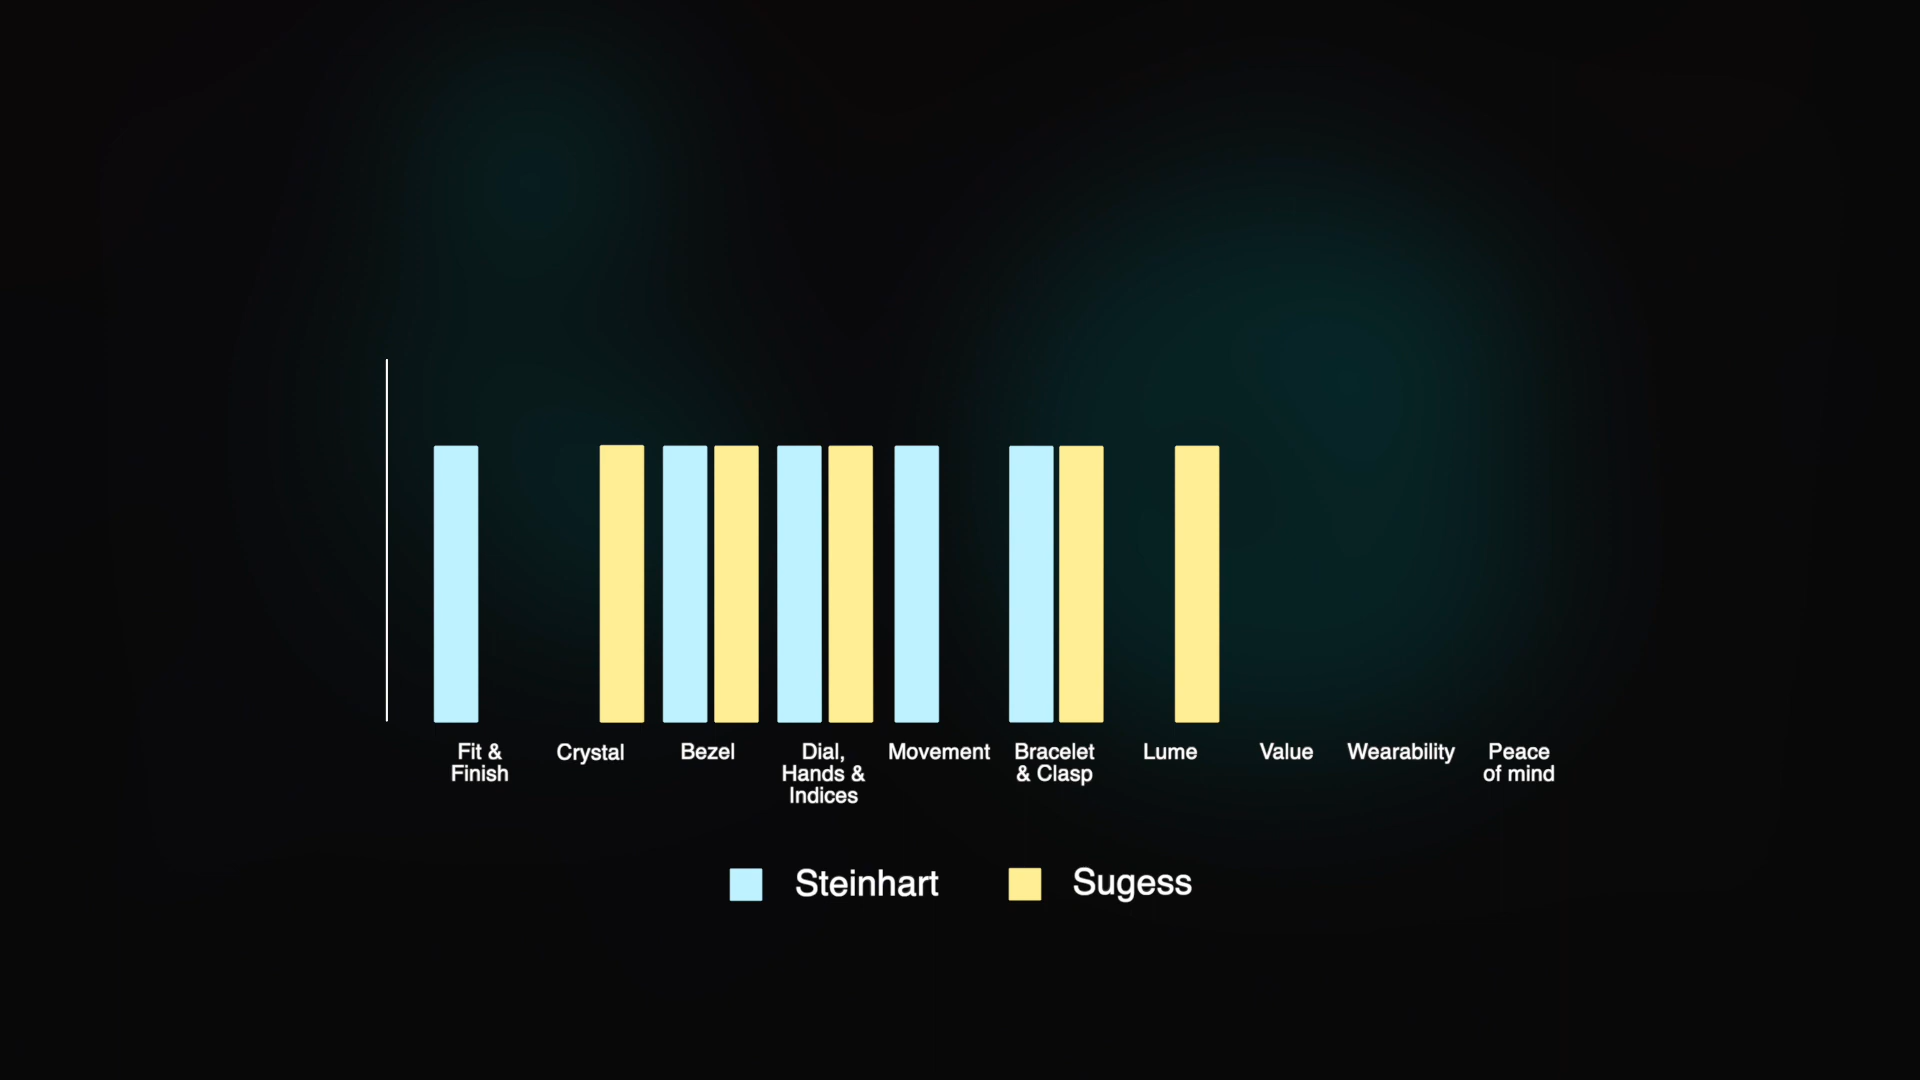 Fit &
Finish
Crystal
Bezel
Dial,
Hands &
Indices
Movement
Bracelet
& Clasp
Lume
Value
Wearability
Peace
of mind
Steinhart
Sugess